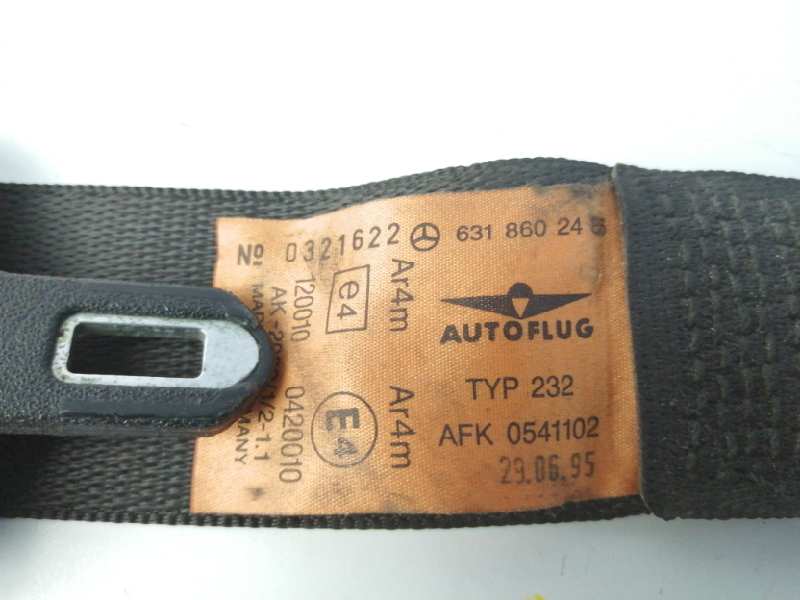 Nº 0321622 631 860 24
AUTOFLUG
TYP 232
AFK 0541102
29.06.95
e4 Ar4m
120010
E4 Ar4m
0420010